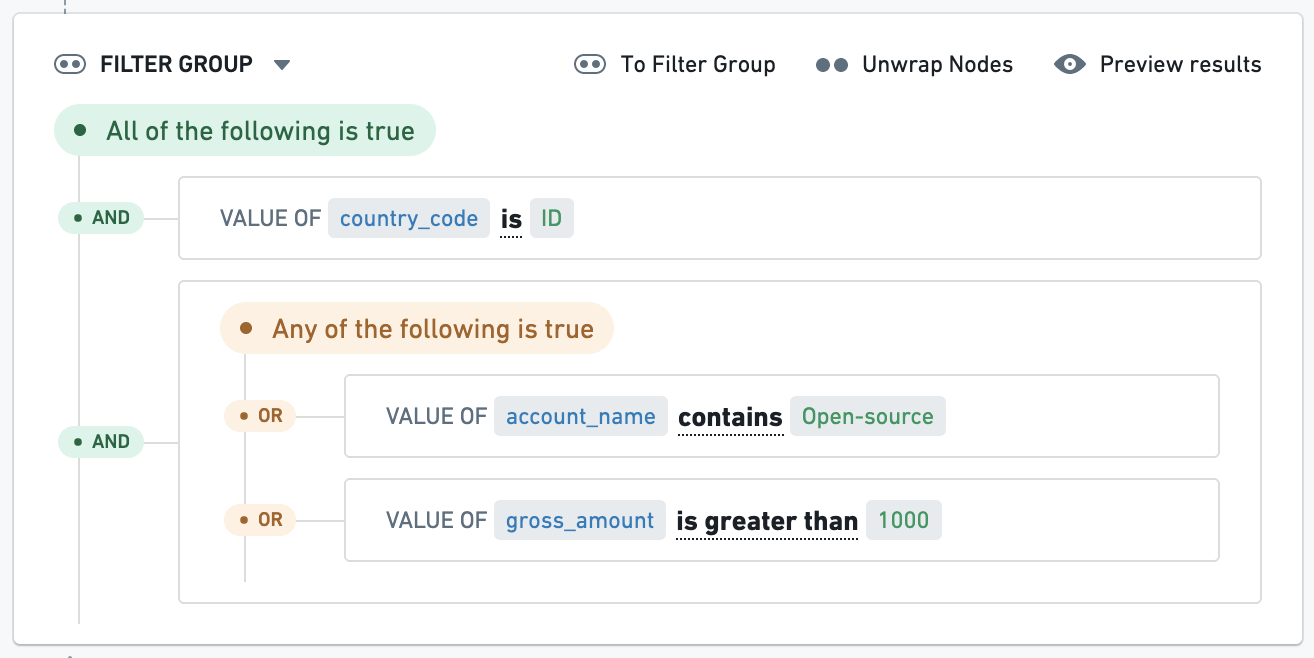 FILTER GROUP To Filter Group Unwrap Nodes Preview results
All of the following is true
AND VALUE OF country_code is ID
Any of the following is true
OR VALUE OF account_name contains Open-source
AND
OR VALUE OF gross_amount is greater than 1000